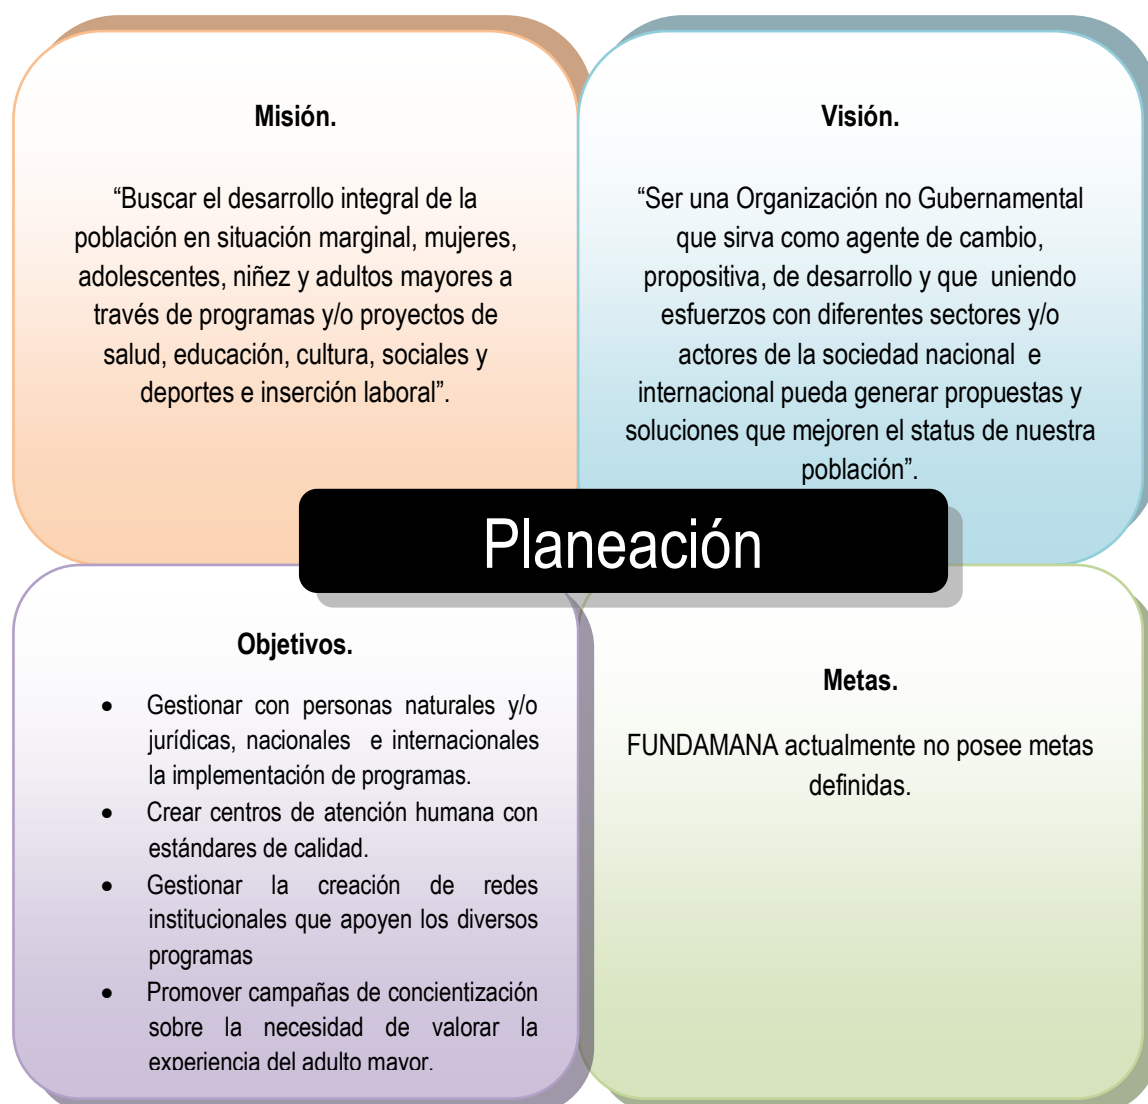 Misión.
“Buscar el desarrollo integral de la
población en situación marginal, mujeres,
adolescentes, niñez y adultos mayores a
través de programas y/o proyectos de
salud, educación, cultura, sociales y
deportes e inserción laboral”.
Visión.
“Ser una Organización no Gubernamental
que sirva como agente de cambio,
propositiva, de desarrollo y que uniendo
esfuerzos con diferentes sectores y/o
actores de la sociedad nacional e
internacional pueda generar propuestas y
soluciones que mejoren el status de nuestra
población”.
Planeación
Objetivos.
• Gestionar con personas naturales y/o
jurídicas, nacionales e internacionales
la implementación de programas.
• Crear centros de atención humana con
estándares de calidad.
• Gestionar la creación de redes
institucionales que apoyen los diversos
programas
• Promover campañas de concientización
sobre la necesidad de valorar la
experiencia del adulto mayor.
Metas.
FUNDAMANA actualmente no posee metas
definidas.